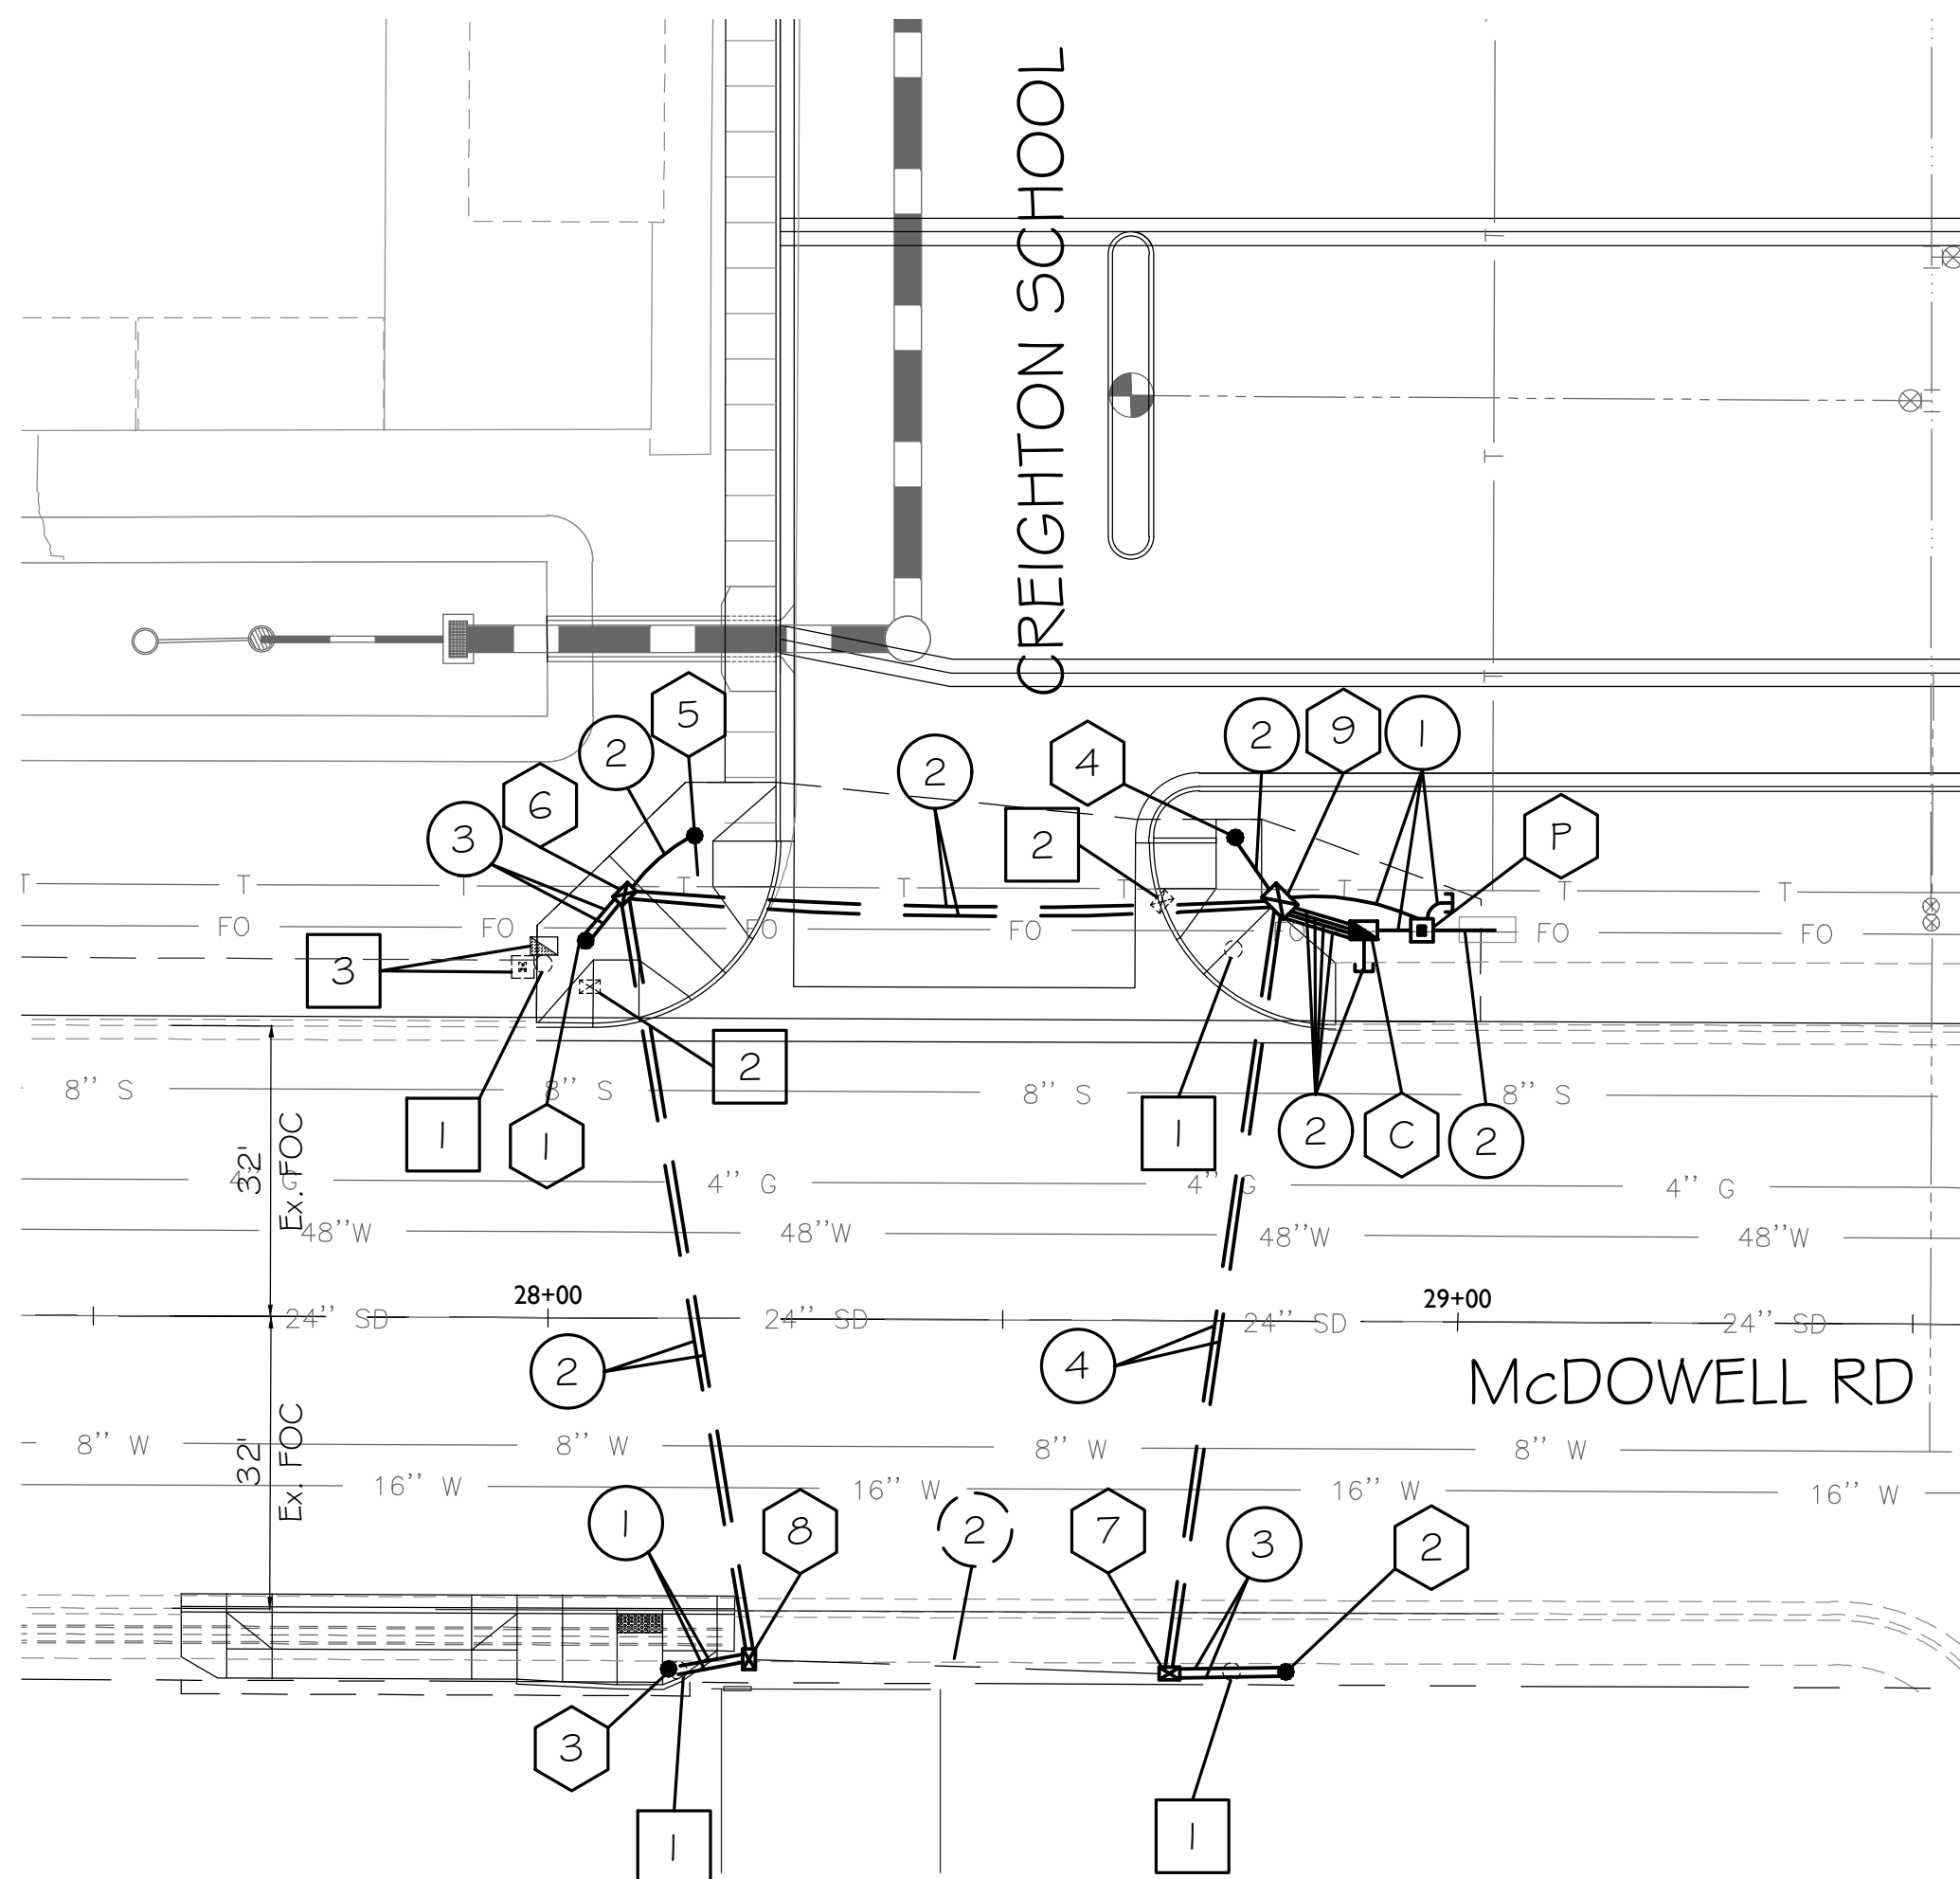 CREIGHTON SCHOOL
5
2
9
1
2
4
2
6
3
2
P
T T T T T T T T T
FO FO FO FO FO FO FO
3
2
1
1
1
2
C
2
8'' S 8'' S 8'' S 8'' S
32'
Ex. FOC
4'' G 4'' G 4'' G 4'' G
48''W 48''W 48''W 48''W
28+00
29+00
24'' SD 24'' SD 24'' SD 24'' SD
2
4
McDOWELL RD
32'
Ex. FOC
8'' W 8'' W 8'' W 8'' W
16'' W 16'' W 16'' W 16'' W
1
8
2
7
3
2
3
1
1
T
T
T